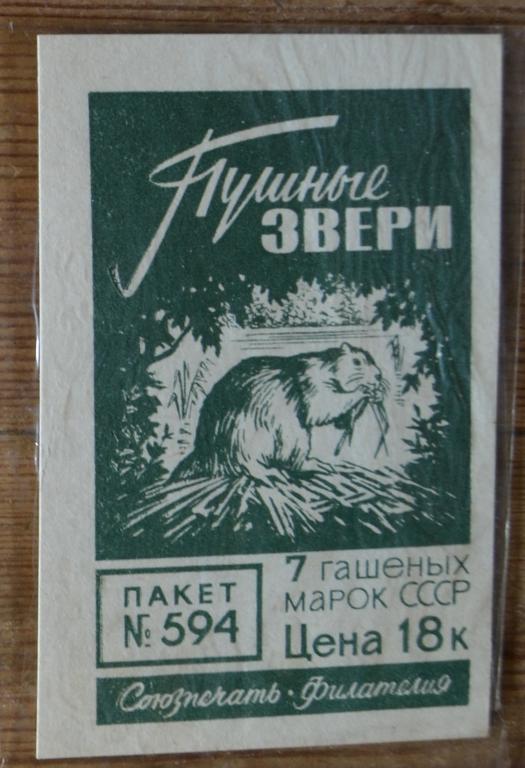 Пушные
ЗВЕРИ
ПАКЕТ
№ 594
7 гашеных
марок СССР
Цена 18 к
Союзпечать · Филателия